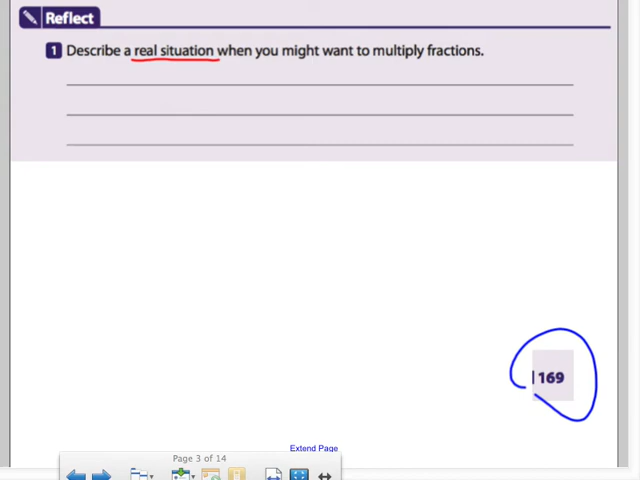 Reflect
1 Describe a real situation when you might want to multiply fractions.
169
Extend Page
Page 3 of 14